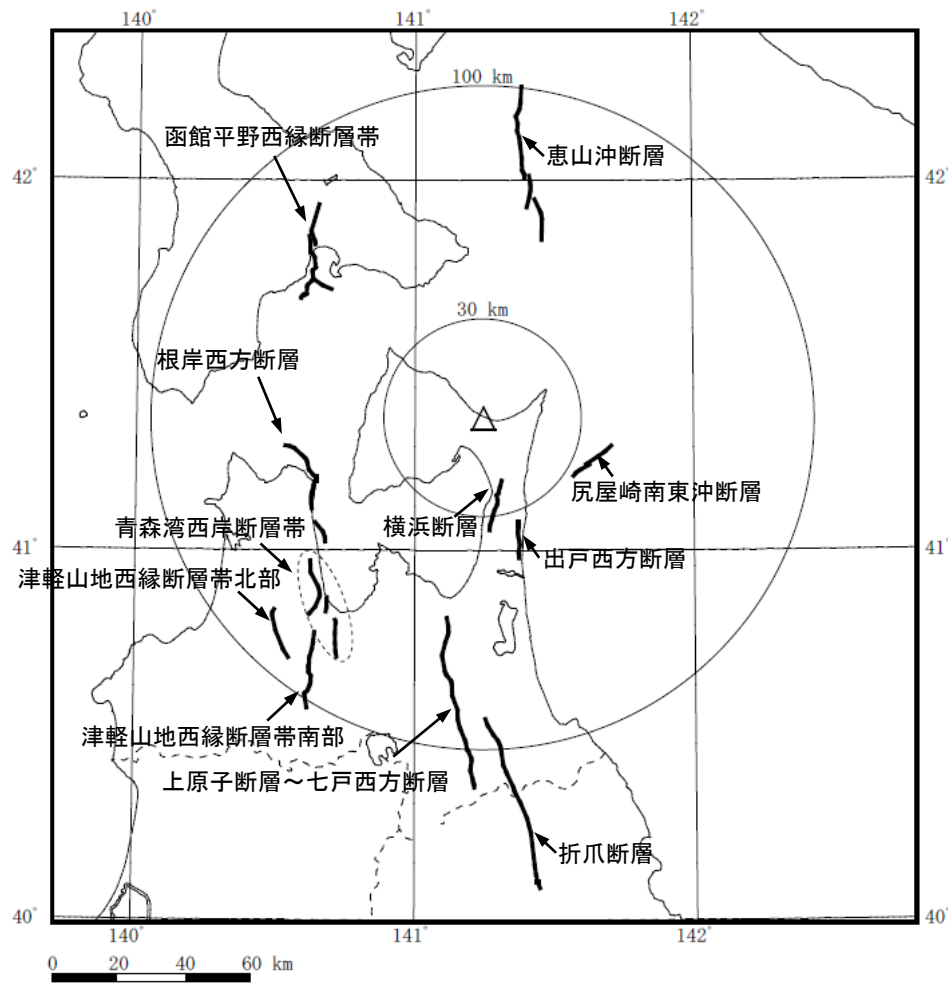 140°
141°
142°
100 km
函館平野西縁断層帯
恵山沖断層
42°
42°
30 km
根岸西方断層
尻屋崎南東沖断層
青森湾西岸断層帯
横浜断層
41°
41°
出戸西方断層
津軽山地西縁断層帯北部
津軽山地西縁断層帯南部
上原子断層～七戸西方断層
折爪断層
40°
40°
140°
141°
142°
0 20 40 60 km